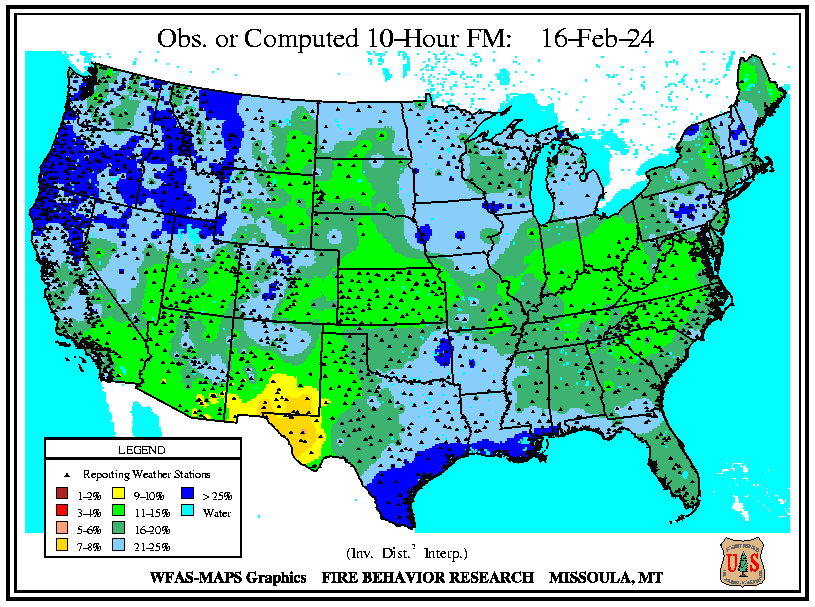 Obs. or Computed 10-Hour FM: 16-Feb-24
LEGEND
Reporting Weather Stations
1-2% 9-10% > 25%
3-4% 11-15% Water
5-6% 16-20%
7-8% 21-25%
(Inv. Dist.² Interp.)
WFAS-MAPS Graphics FIRE BEHAVIOR RESEARCH MISSOULA, MT
U S